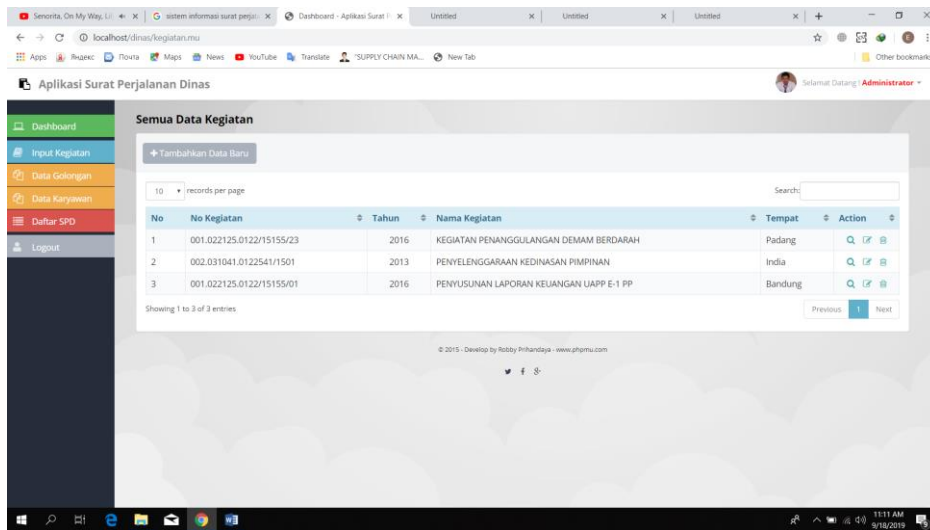 Senorita, On My Way, Li
sistem informasi surat perjal
Dashboard - Aplikasi Surat P
Untitled
Untitled
Untitled
localhost/dinas/kegiatan.mu
Apps
Яндекс
Почта
Maps
News
YouTube
Translate
"SUPPLY CHAIN MA...
New Tab
Other bookmark
Aplikasi Surat Perjalanan Dinas
Selamat Datang ! Administrator
Dashboard
Input Kegiatan
Data Golongan
Data Karyawan
Daftar SPD
Logout
Semua Data Kegiatan
+ Tambahkan Data Baru
10 records per page
Search:
No No Kegiatan Tahun Nama Kegiatan Tempat Action
1 001.022125.0122/15155/23 2016 KEGIATAN PENANGGULANGAN DEMAM BERDARAH Padang
2 002.031041.0122541/1501 2013 PENYELENGGARAAN KEDINASAN PIMPINAN India
3 001.022125.0122/15155/01 2016 PENYUSUNAN LAPORAN KEUANGAN UAPP E-1 PP Bandung
Showing 1 to 3 of 3 entries
Previous 1 Next
© 2015 - Develop by Robby Prihandaya - www.phpmu.com
11:11 AM
9/18/2019